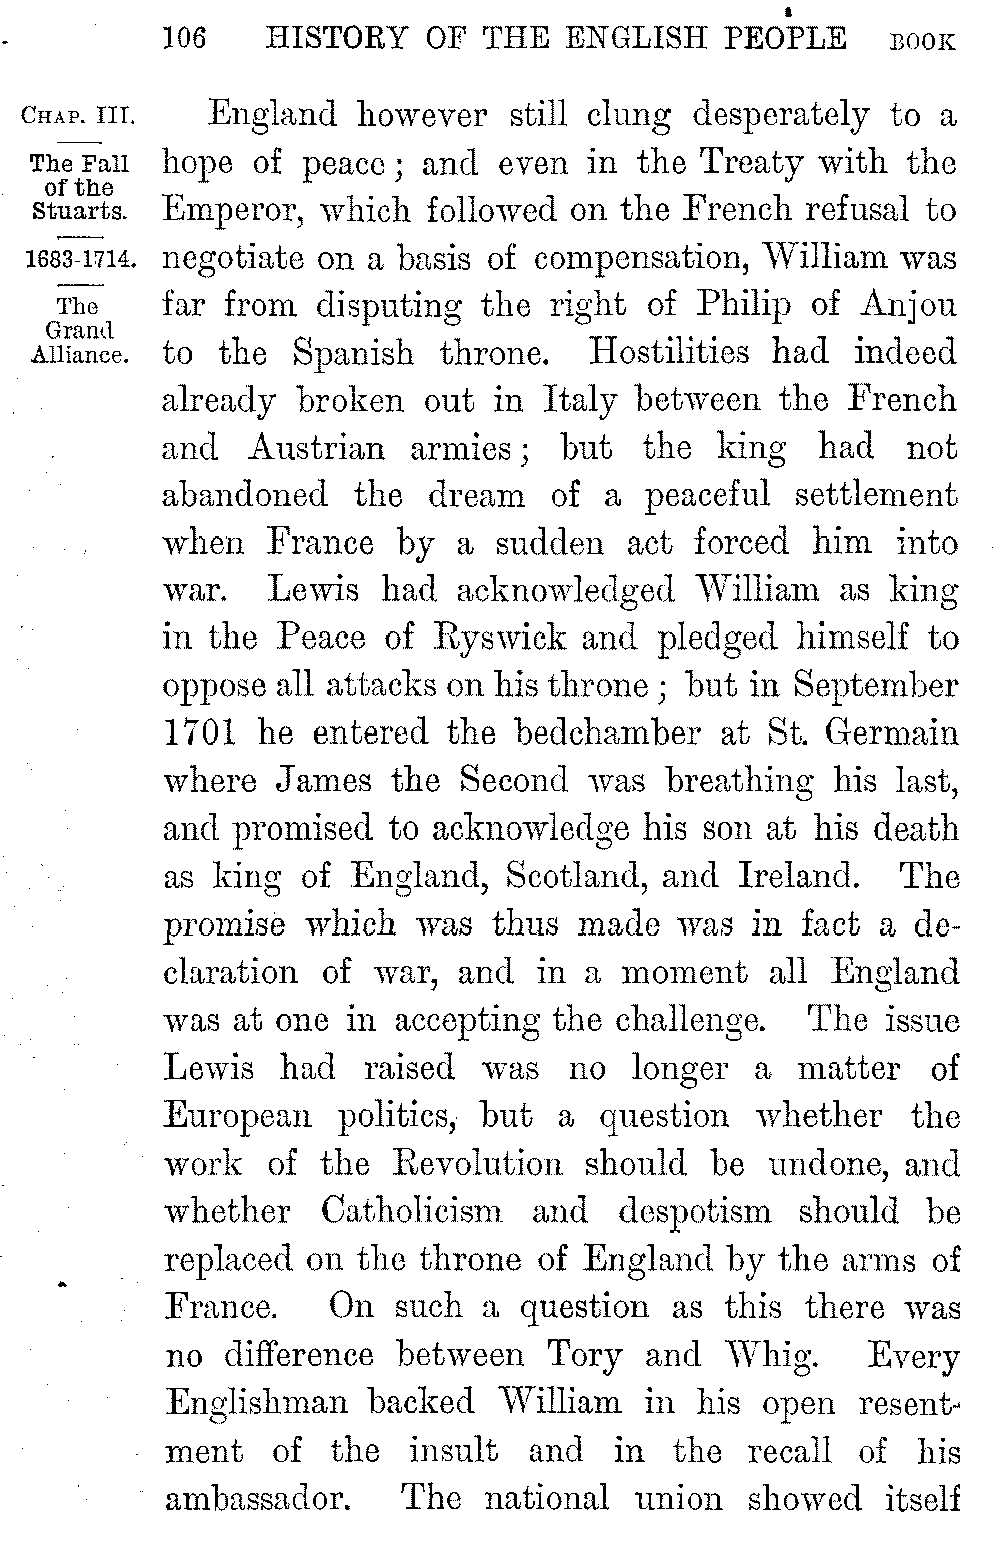 106 HISTORY OF THE ENGLISH PEOPLE BOOK
CHAP. III.
The Fall
of the
Stuarts.
1683-1714.
The
Grand
Alliance.
England however still clung desperately to a
hope of peace; and even in the Treaty with the
Emperor, which followed on the French refusal to
negotiate on a basis of compensation, William was
far from disputing the right of Philip of Anjou
to the Spanish throne. Hostilities had indeed
already broken out in Italy between the French
and Austrian armies; but the king had not
abandoned the dream of a peaceful settlement
when France by a sudden act forced him into
war. Lewis had acknowledged William as king
in the Peace of Ryswick and pledged himself to
oppose all attacks on his throne; but in September
1701 he entered the bedchamber at St. Germain
where James the Second was breathing his last,
and promised to acknowledge his son at his death
as king of England, Scotland, and Ireland. The
promise which was thus made was in fact a de-
claration of war, and in a moment all England
was at one in accepting the challenge. The issue
Lewis had raised was no longer a matter of
European politics, but a question whether the
work of the Revolution should be undone, and
whether Catholicism and despotism should be
replaced on the throne of England by the arms of
France. On such a question as this there was
no difference between Tory and Whig. Every
Englishman backed William in his open resent-
ment of the insult and in the recall of his
ambassador. The national union showed itself